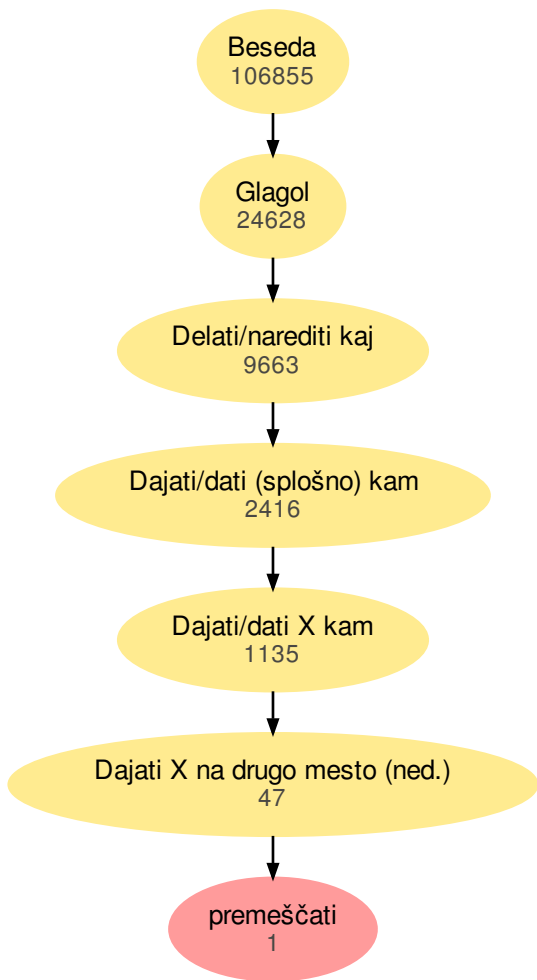 Beseda
106855
Glagol
24628
Delati/narediti kaj
9663
Dajati/dati (splošno) kam
2416
Dajati/dati X kam
1135
Dajati X na drugo mesto (ned.)
47
premeščati
1